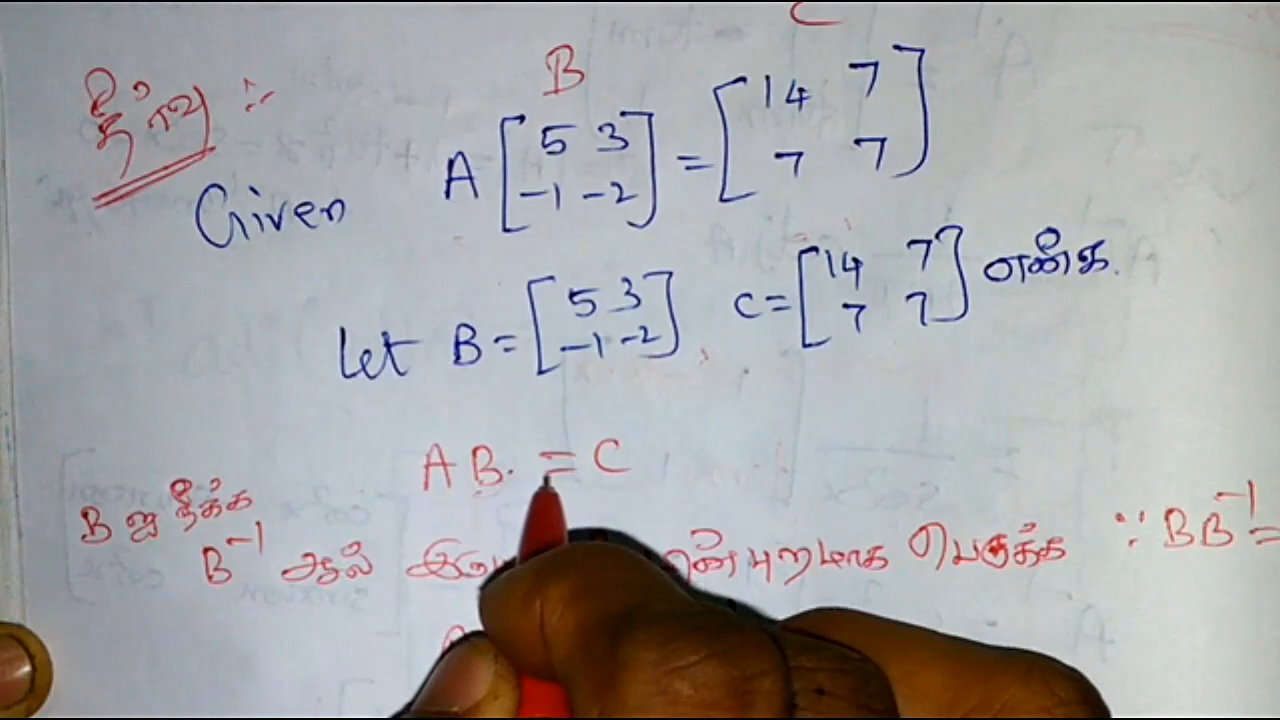 C
தீர்வு :-
B
Given A [ 5 3 -1 -2 ] = [ 14 7 7 7 ]
Let B = [ 5 3 -1 -2 ] , C = [ 14 7 7 7 ] என்க.
AB. = C
B ஐ நீக்க
B⁻¹ ஆல் பெருக்க ∵ BB⁻¹ =